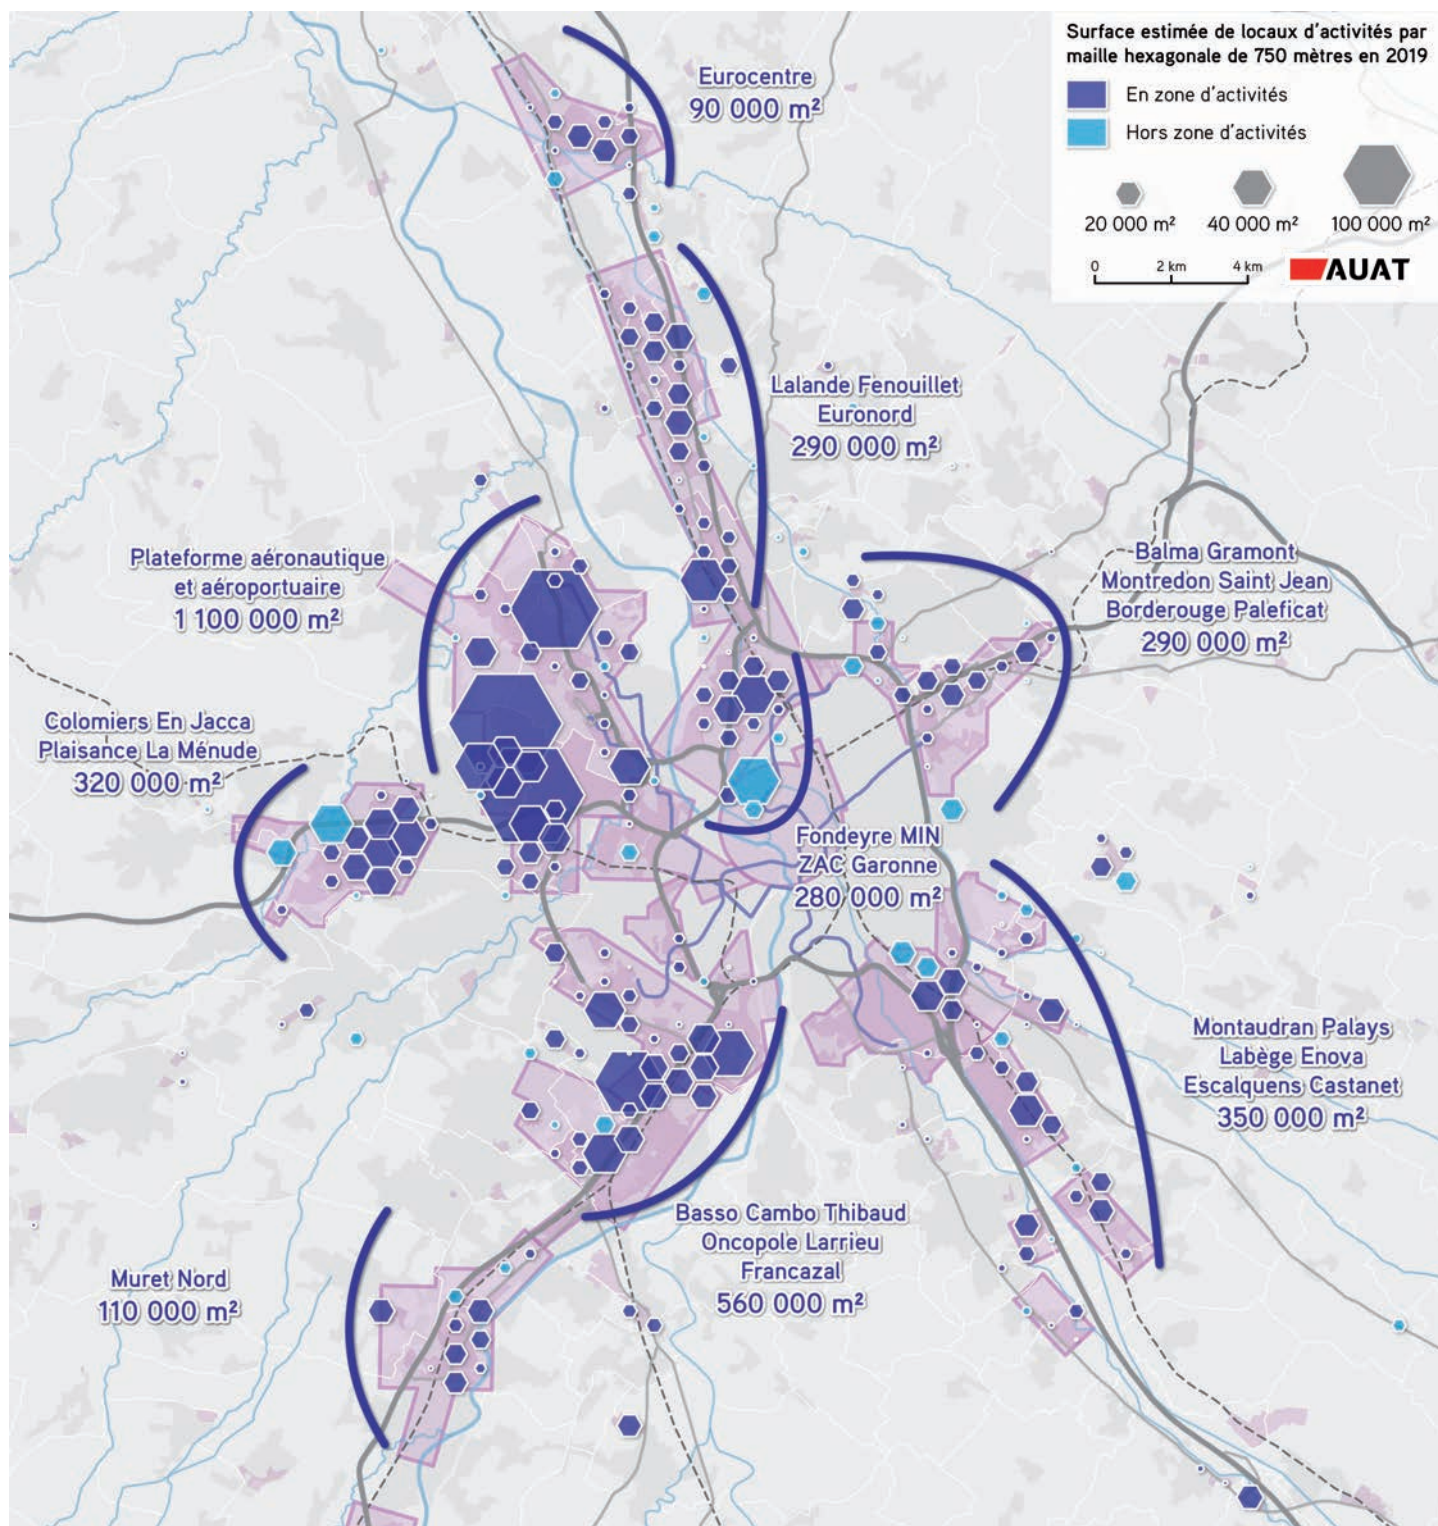 Surface estimée de locaux d'activités par
maille hexagonale de 750 mètres en 2019
En zone d'activités
Hors zone d'activités
20 000 m²
40 000 m²
100 000 m²
0
2 km
4 km
AUAT
Eurocentre
90 000 m²
Lalande Fenouillet
Euronord
290 000 m²
Plateforme aéronautique
et aéroportuaire
1 100 000 m²
Balma Gramont
Montredon Saint Jean
Borderouge Paleficat
290 000 m²
Colomiers En Jacca
Plaisance La Ménude
320 000 m²
Fondeyre MIN
ZAC Garonne
280 000 m²
Montaudran Palays
Labège Enova
Escalquens Castanet
350 000 m²
Basso Cambo Thibaud
Oncopole Larrieu
Francazal
560 000 m²
Muret Nord
110 000 m²